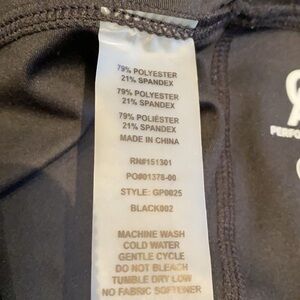 79% POLYESTER
21% SPANDEX
79% POLYESTER
21% SPANDEX
79% POLIÉSTER
21% SPANDEX
MADE IN CHINA
RN#151301
PO#01378-00
STYLE: GP0025
BLACK002
MACHINE WASH
COLD WATER
GENTLE CYCLE
DO NOT BLEACH
TUMBLE DRY LOW
NO FABRIC SOFTENER